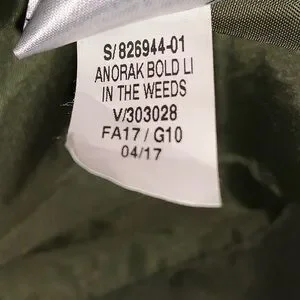 S/826944-01
ANORAK BOLD LI
IN THE WEEDS
V/303028
FA17/G10
04/17